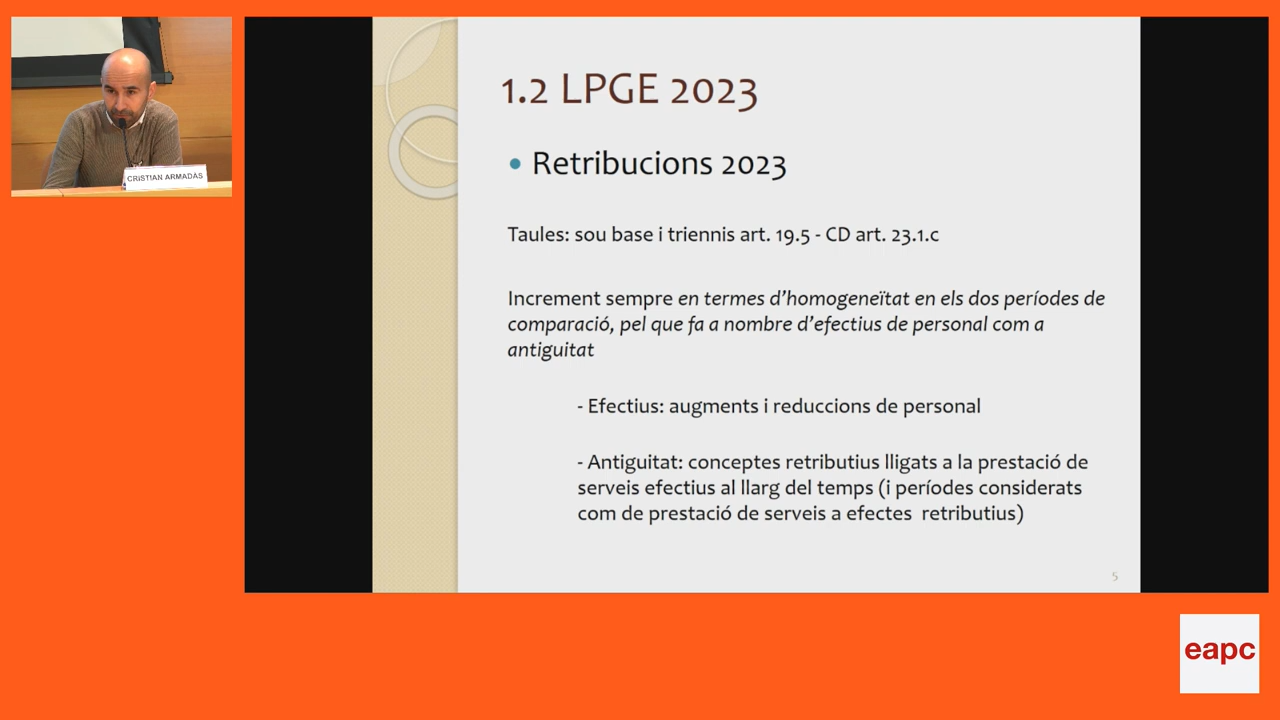 CRISTIAN ARMADAS
1.2 LPGE 2023
• Retribucions 2023
Taules: sou base i triennis art. 19.5 - CD art. 23.1.c
Increment sempre en termes d’homogeneïtat en els dos períodes de
comparació, pel que fa a nombre d’efectius de personal com a
antiguitat
- Efectius: augments i reduccions de personal
- Antiguitat: conceptes retributius lligats a la prestació de
serveis efectius al llarg del temps (i períodes considerats
com de prestació de serveis a efectes retributius)
5
eapc